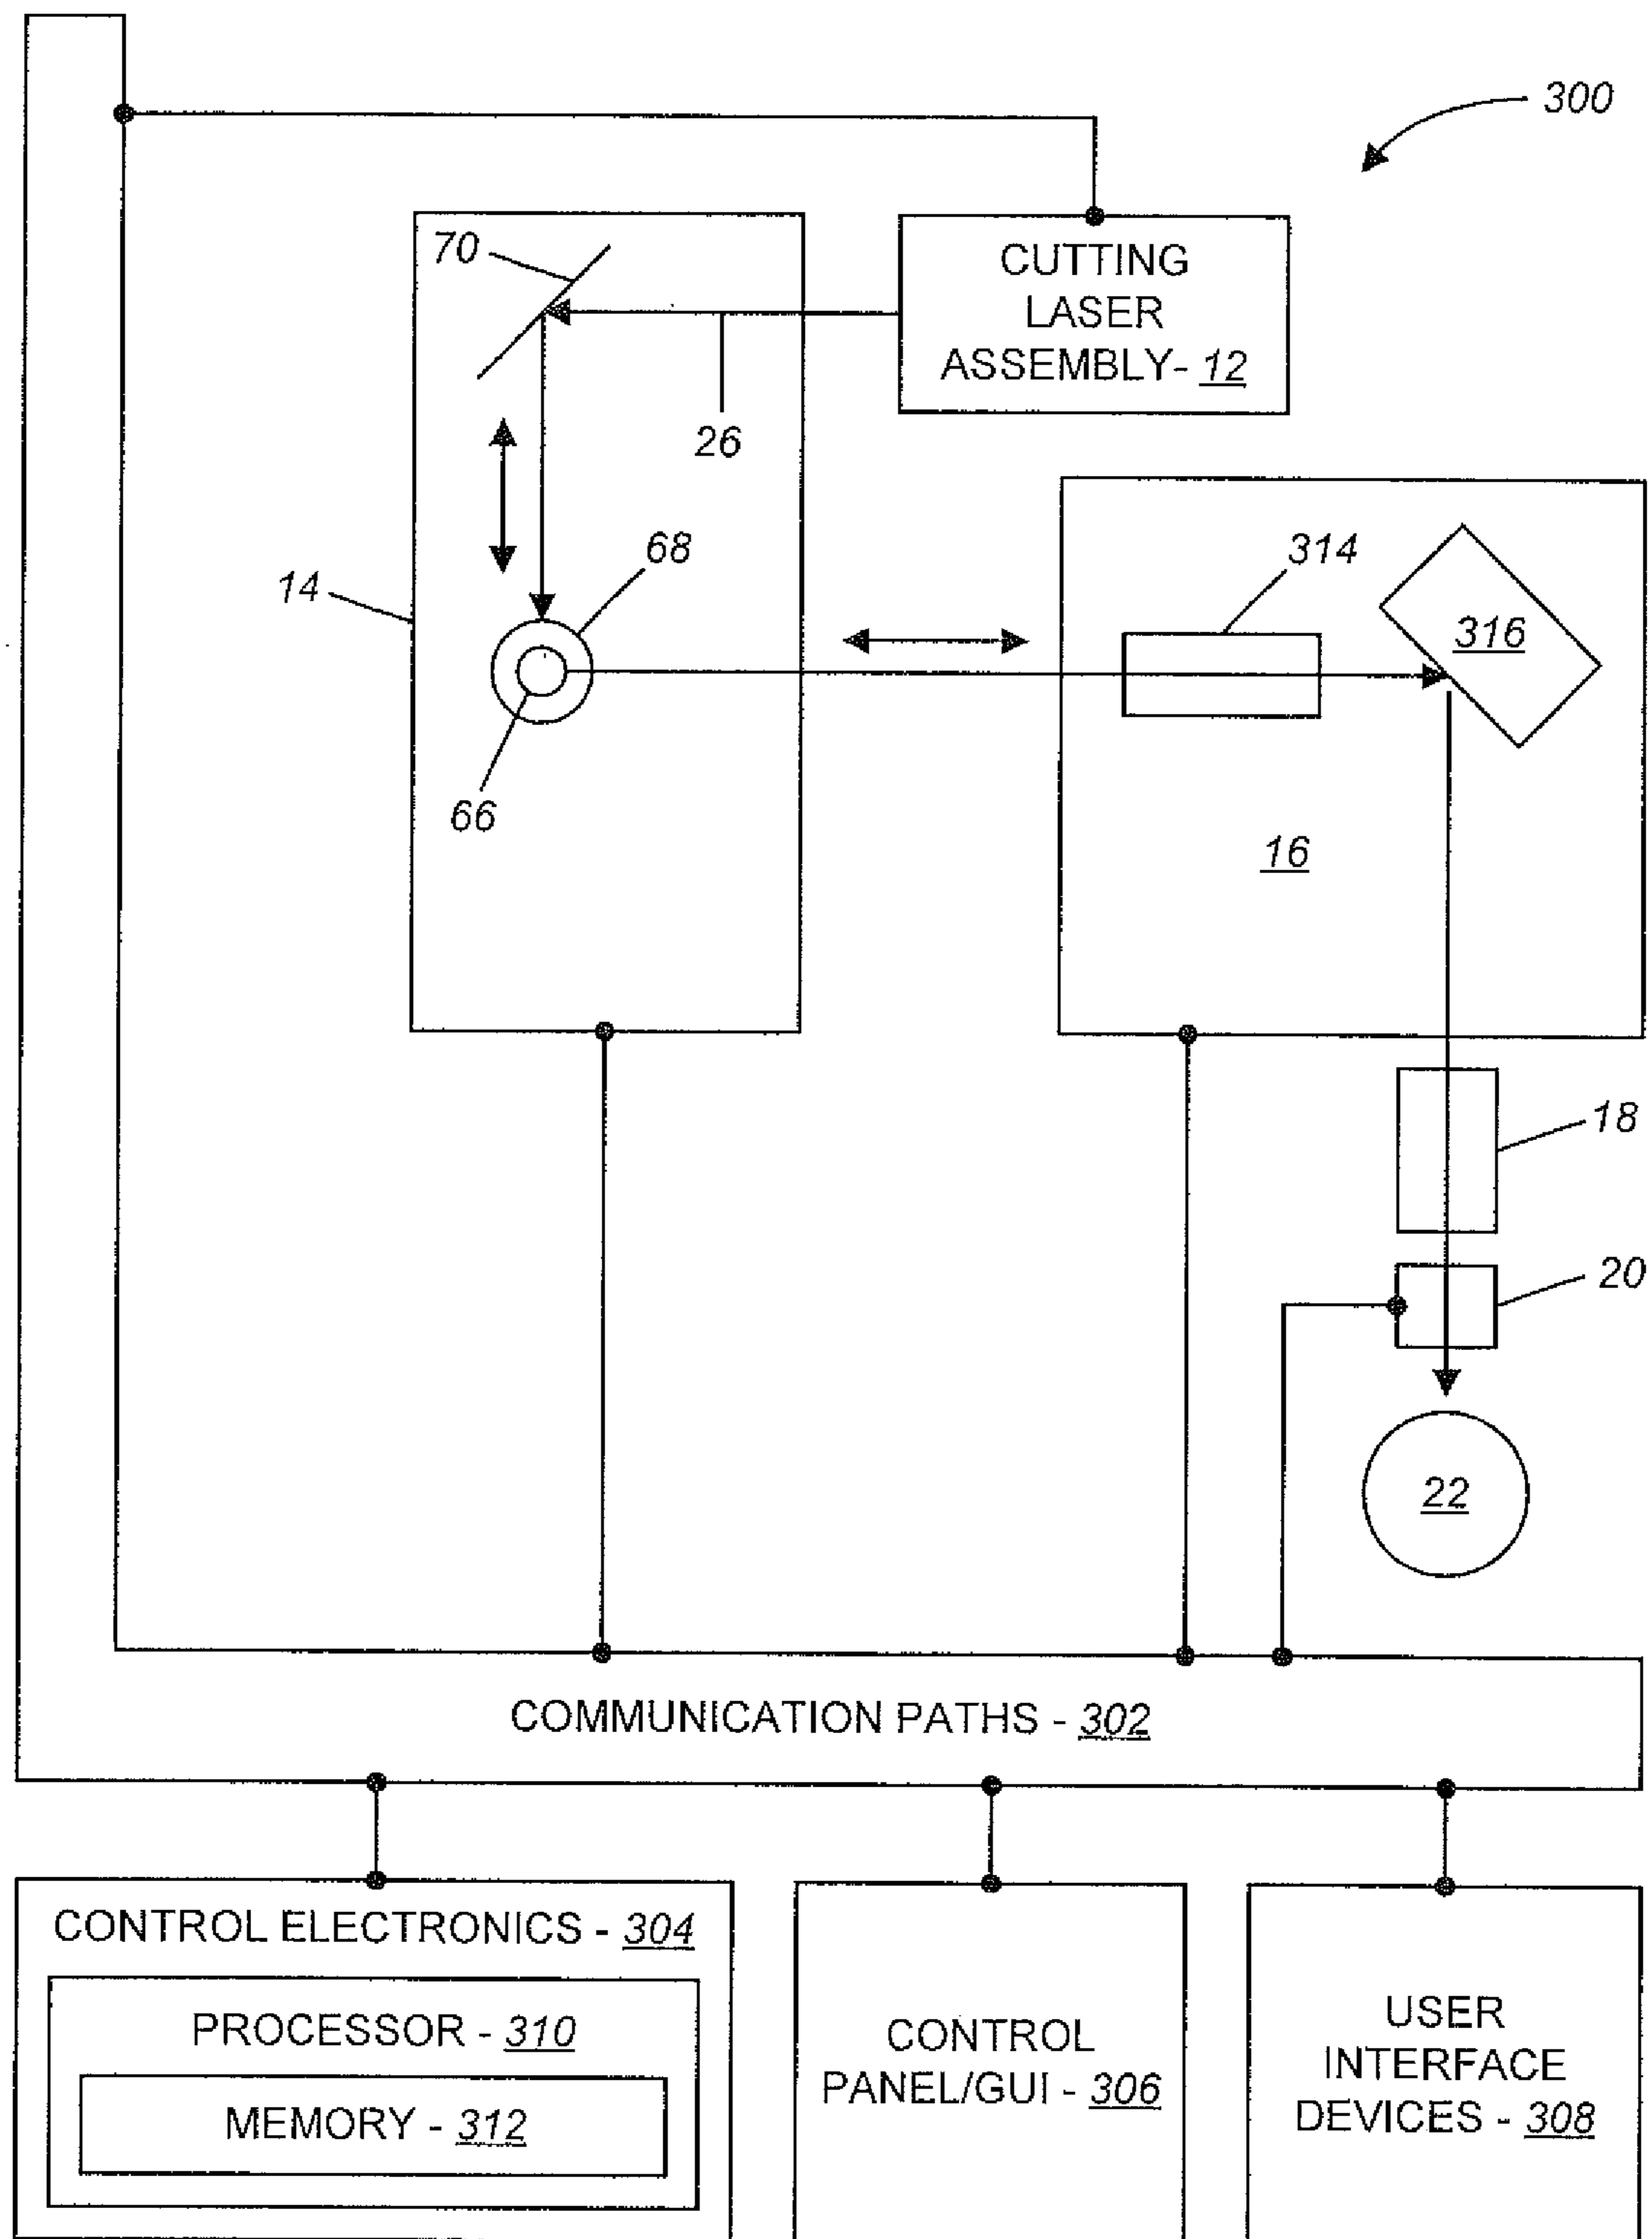 300
70
CUTTING
LASER
ASSEMBLY- 12
26
68
314
14
316
66
16
18
20
22
COMMUNICATION PATHS - 302
CONTROL ELECTRONICS - 304
PROCESSOR - 310
MEMORY - 312
CONTROL
PANEL/GUI - 306
USER
INTERFACE
DEVICES - 308